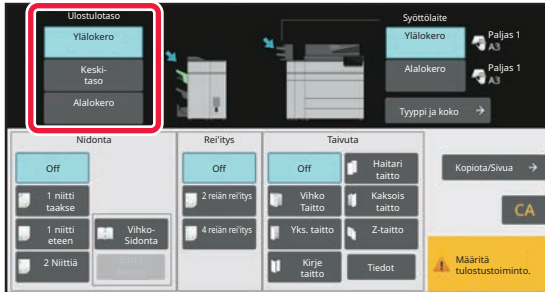 Ulostulotaso
Ylälokero
Keski-
taso
Alalokero
Syöttölaite
Ylälokero
Paljas 1
A3
Alalokero
Paljas 1
A3
Tyyppi ja koko
Nidonta
Off
1 niitti
taakse
1 niitti
eteen
2 Niittiä
Vihko-
Sidonta
Rei'itys
Off
2 reiän rei'itys
4 reiän rei'itys
Taivuta
Off
Haitari
taitto
Vihko
Taitto
Kaksois
taitto
Yks. taitto
Z-taitto
Kirje
taitto
Tiedot
Kopiota/Sivua
CA
Määritä
tulostustoiminto.